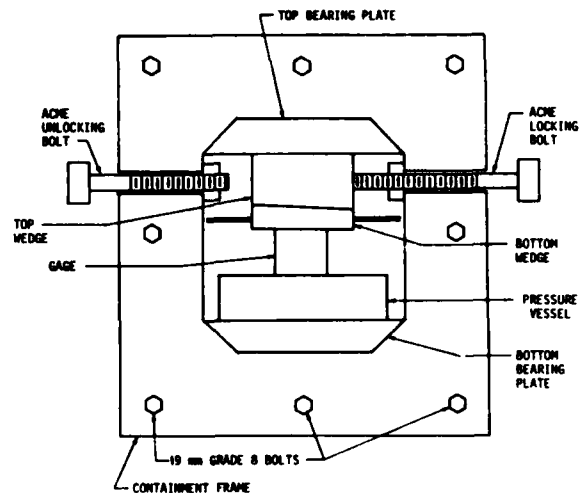 TOP BEARING PLATE
ACME
UNLOCKING
BOLT
ACME
LOCKING
BOLT
TOP
WEDGE
GAGE
BOTTOM
WEDGE
PRESSURE
VESSEL
BOTTOM
BEARING
PLATE
19 mm GRADE 8 BOLTS
CONTAINMENT FRAME